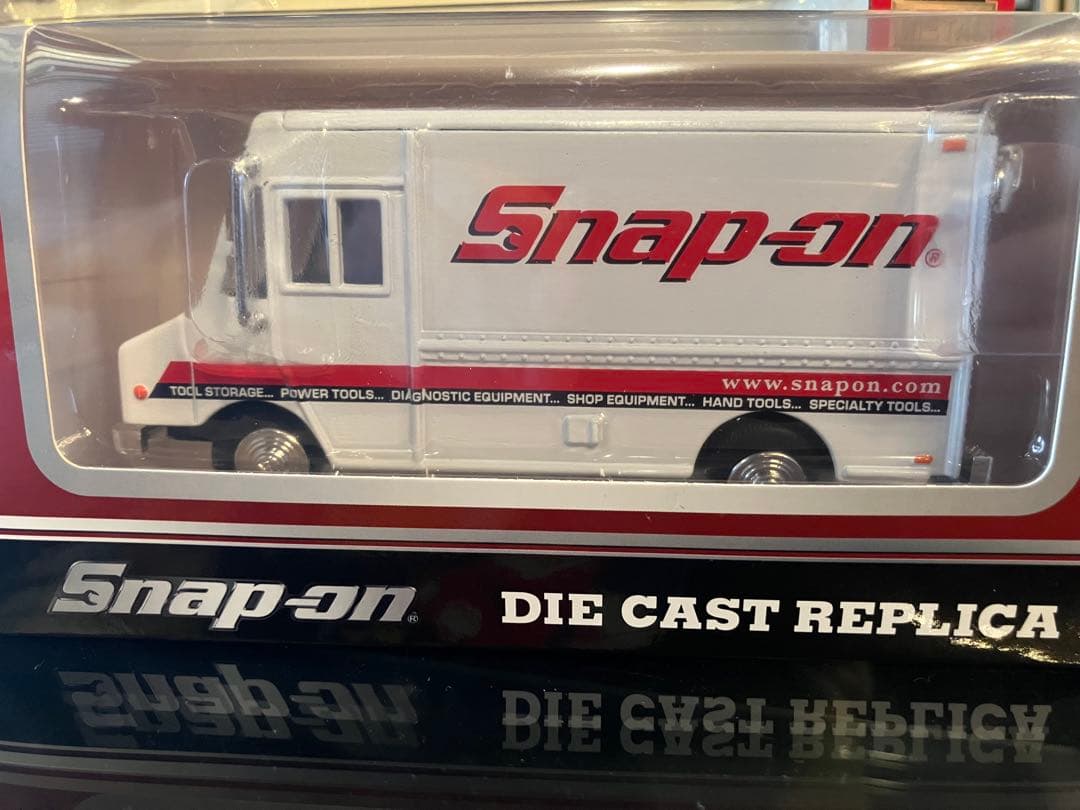 Snap-on®
www.snapon.com
TOOL STORAGE... POWER TOOLS... DIAGNOSTIC EQUIPMENT... SHOP EQUIPMENT... HAND TOOLS... SPECIALTY TOOLS...
Snap-on® DIE CAST REPLICA